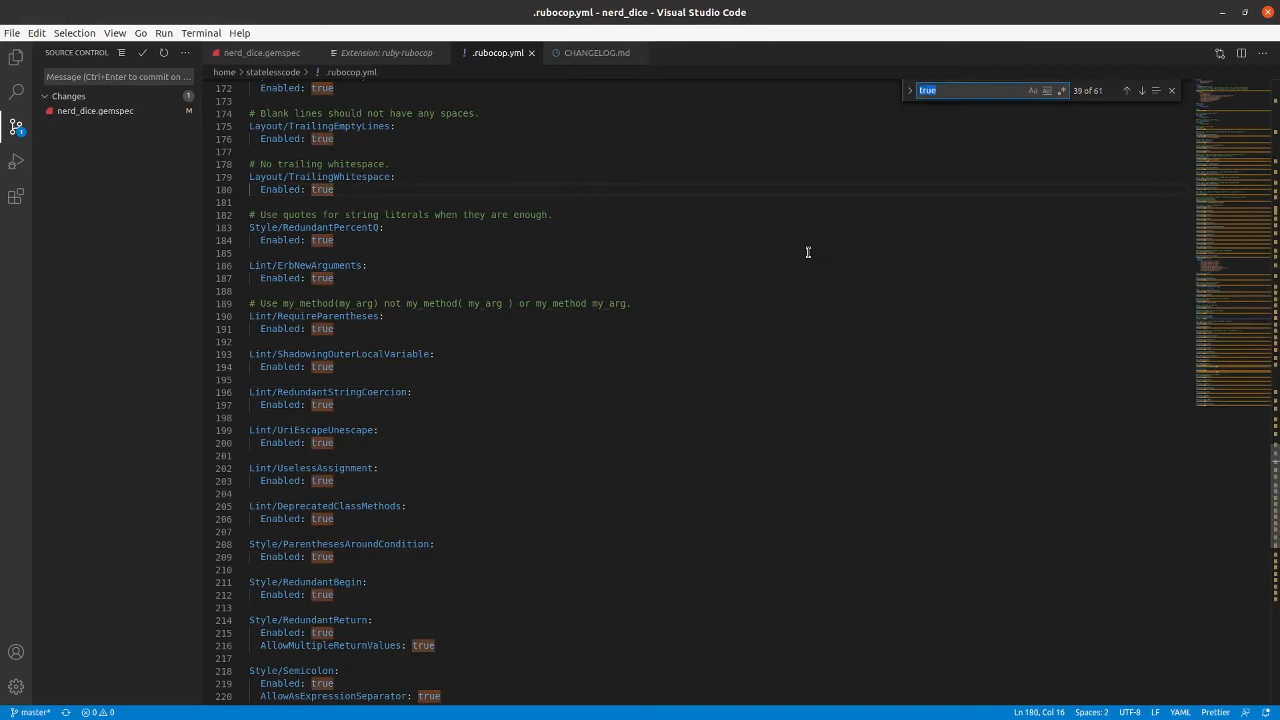 .rubocop.yml - nerd_dice - Visual Studio Code
File Edit Selection View Go Run Terminal Help
SOURCE CONTROL
nerd_dice.gemspec
Extension: ruby-rubocop
.rubocop.yml
CHANGELOG.md
home > statelesscode > ! .rubocop.yml
Message (Ctrl+Enter to commit on
Changes 1
nerd_dice.gemspec M
true
39 of 61
172 Enabled: true
173
174 # Blank lines should not have any spaces.
175 Layout/TrailingEmptyLines:
176 Enabled: true
177
178 # No trailing whitespace.
179 Layout/TrailingWhitespace:
180 Enabled: true
181
182 # Use quotes for string literals when they are enough.
183 Style/RedundantPercentQ:
184 Enabled: true
185
186 Lint/ErbNewArguments:
187 Enabled: true
188
189 # Use my_method(my_arg) not my_method( my_arg ) or my_method my_arg.
190 Lint/RequireParentheses:
191 Enabled: true
192
193 Lint/ShadowingOuterLocalVariable:
194 Enabled: true
195
196 Lint/RedundantStringCoercion:
197 Enabled: true
198
199 Lint/UriEscapeUnescape:
200 Enabled: true
201
202 Lint/UselessAssignment:
203 Enabled: true
204
205 Lint/DeprecatedClassMethods:
206 Enabled: true
207
208 Style/ParenthesesAroundCondition:
209 Enabled: true
210
211 Style/RedundantBegin:
212 Enabled: true
213
214 Style/RedundantReturn:
215 Enabled: true
216 AllowMultipleReturnValues: true
217
218 Style/Semicolon:
219 Enabled: true
220 AllowAsExpressionSeparator: true
master* 0 0 Ln 180, Col 16 Spaces: 2 UTF-8 LF YAML Prettier